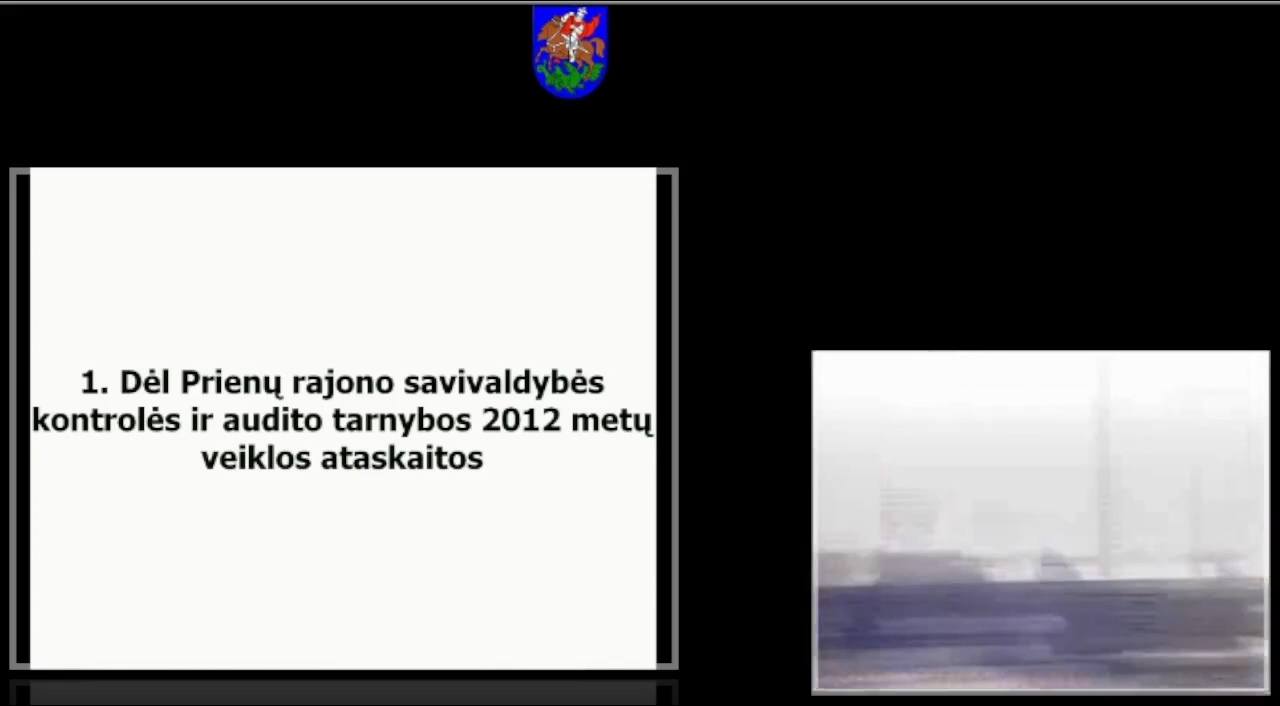 1. Dėl Prienų rajono savivaldybės
kontrolės ir audito tarnybos 2012 metų
veiklos ataskaitos